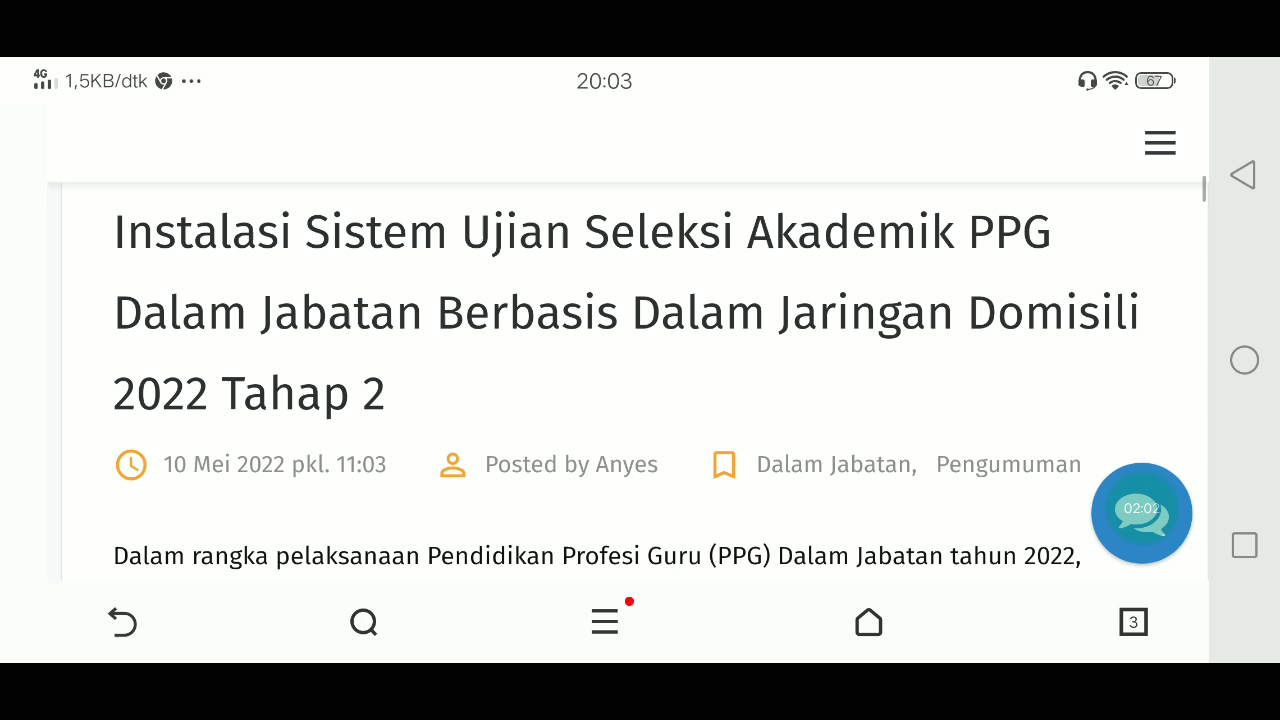 4G 1,5KB/dtk ... 20:03 67
Instalasi Sistem Ujian Seleksi Akademik PPG
Dalam Jabatan Berbasis Dalam Jaringan Domisili
2022 Tahap 2
10 Mei 2022 pkl. 11:03 Posted by Anyes Dalam Jabatan, Pengumuman
02:02
Dalam rangka pelaksanaan Pendidikan Profesi Guru (PPG) Dalam Jabatan tahun 2022,
3